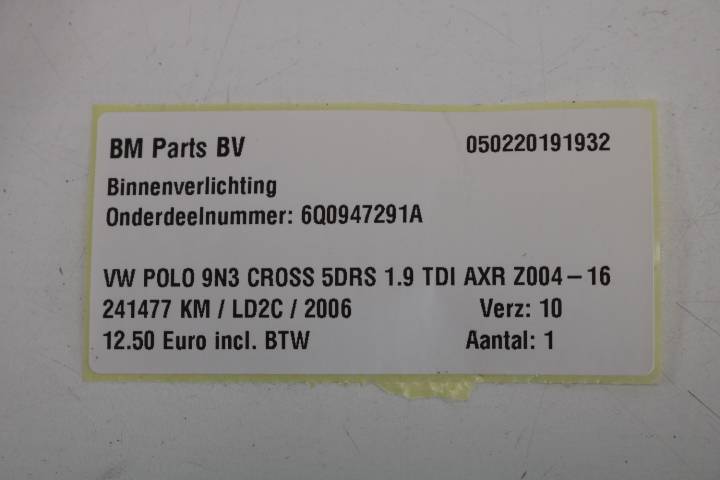 BM Parts BV 050220191932
Binnenverlichting
Onderdeelnummer: 6Q0947291A
VW POLO 9N3 CROSS 5DRS 1.9 TDI AXR Z004-16
241477 KM / LD2C / 2006 Verz: 10
12.50 Euro incl. BTW Aantal: 1